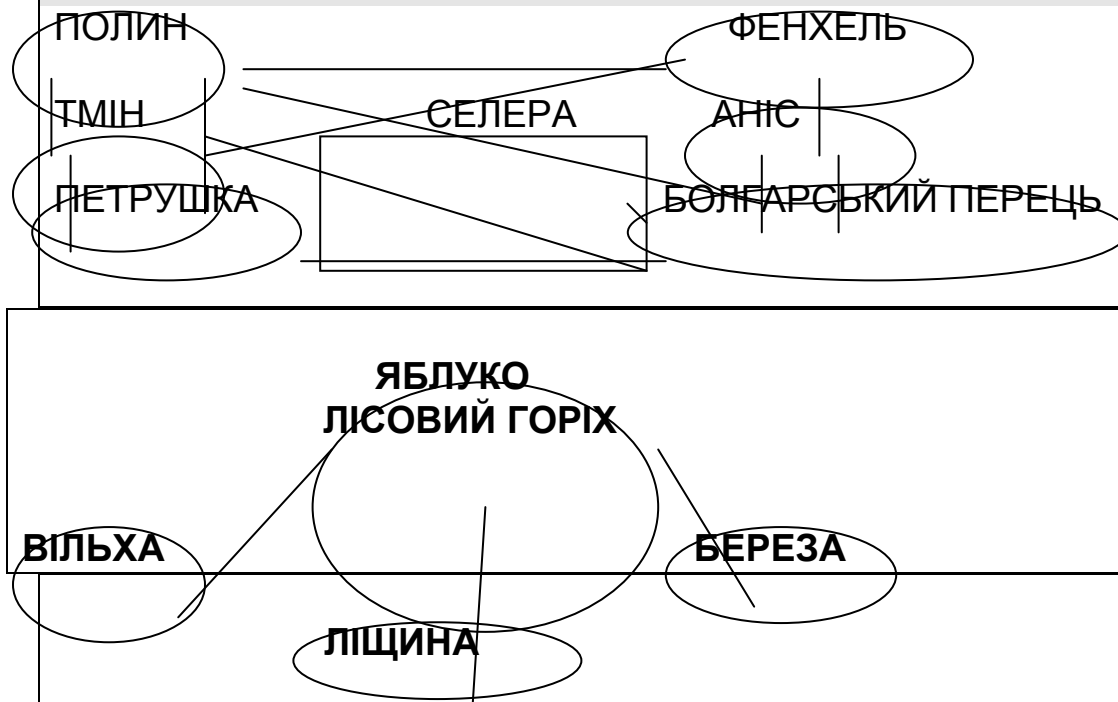 ПОЛИН ФЕНХЕЛЬ
ТМІН СЕЛЕРА АНІС
ПЕТРУШКА БОЛГАРСЬКИЙ ПЕРЕЦЬ
ЯБЛУКО
ЛІСОВИЙ ГОРІХ
ВІЛЬХА БЕРЕЗА
ЛІЩИНА